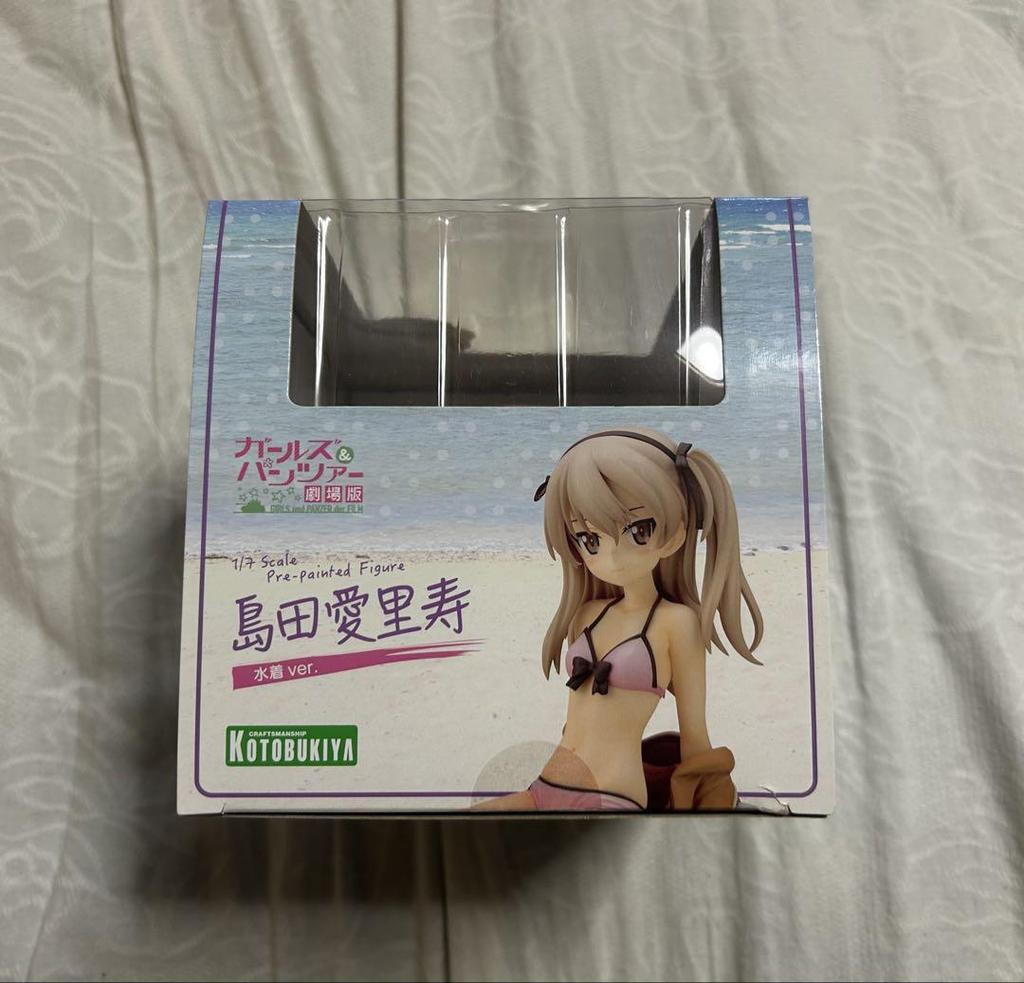 ガールズ&
パンツァー
劇場版
GIRLS und PANZER der FILM
1/7 Scale
Pre-painted Figure
島田愛里寿
水着 ver.
CRAFTSMANSHIP
KOTOBUKIYA